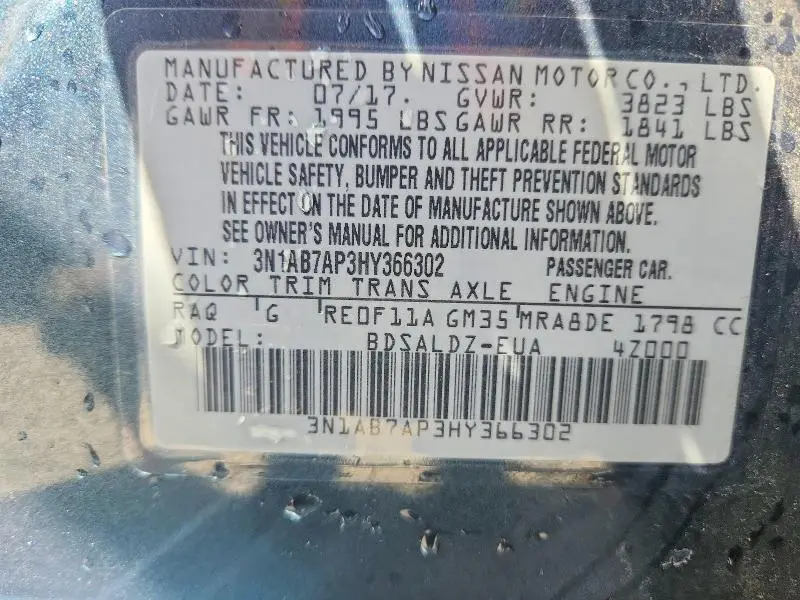 MANUFACTURED BY NISSAN MOTOR CO., LTD.
DATE: 07/17. GVWR: 3823 LBS
GAWR FR: 1995 LBS GAWR RR: 1841 LBS
THIS VEHICLE CONFORMS TO ALL APPLICABLE FEDERAL MOTOR
VEHICLE SAFETY, BUMPER AND THEFT PREVENTION STANDARDS
IN EFFECT ON THE DATE OF MANUFACTURE SHOWN ABOVE.
SEE OWNER'S MANUAL FOR ADDITIONAL INFORMATION.
VIN: 3N1AB7AP3HY366302 PASSENGER CAR.
COLOR TRIM TRANS AXLE ENGINE
RAQ G RE0F11A GM35 MRA8DE 1798 CC
MODEL: BDSALDZ-EUA 4Z000
3N1AB7AP3HY366302